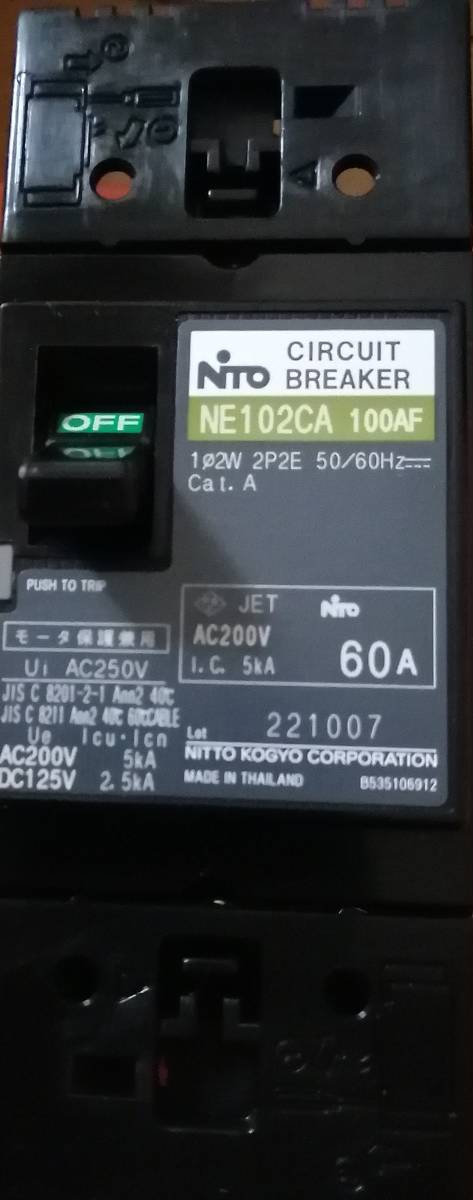 OFF
NITO
CIRCUIT
BREAKER
NE102CA 100AF
1ø2W 2P2E 50/60Hz⎓
Cat. A
PUSH TO TRIP
モータ保護兼用
Ui AC250V
JIS C 8201-2-1 Ann2 40℃
JIS C 8211 Ann2 40℃ 60℃CABLE
Ue Icu・Icn
AC200V 5kA
DC125V 2.5kA
JET NITO
AC200V
I.C. 5kA
60A
Lot 221007
NITTO KOGYO CORPORATION
MADE IN THAILAND B535106912